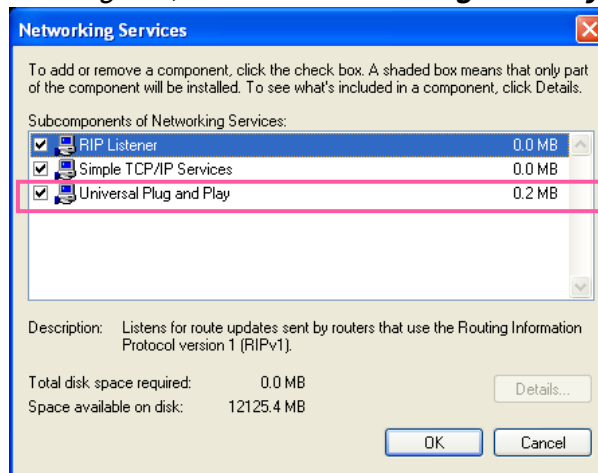 Networking Services
To add or remove a component, click the check box. A shaded box means that only part
of the component will be installed. To see what's included in a component, click Details.
Subcomponents of Networking Services:
RIP Listener 0.0 MB
Simple TCP/IP Services 0.0 MB
Universal Plug and Play 0.2 MB
Description: Listens for route updates sent by routers that use the Routing Information
Protocol version 1 (RIPv1).
Total disk space required: 0.0 MB
Details...
Space available on disk: 12125.4 MB
OK Cancel